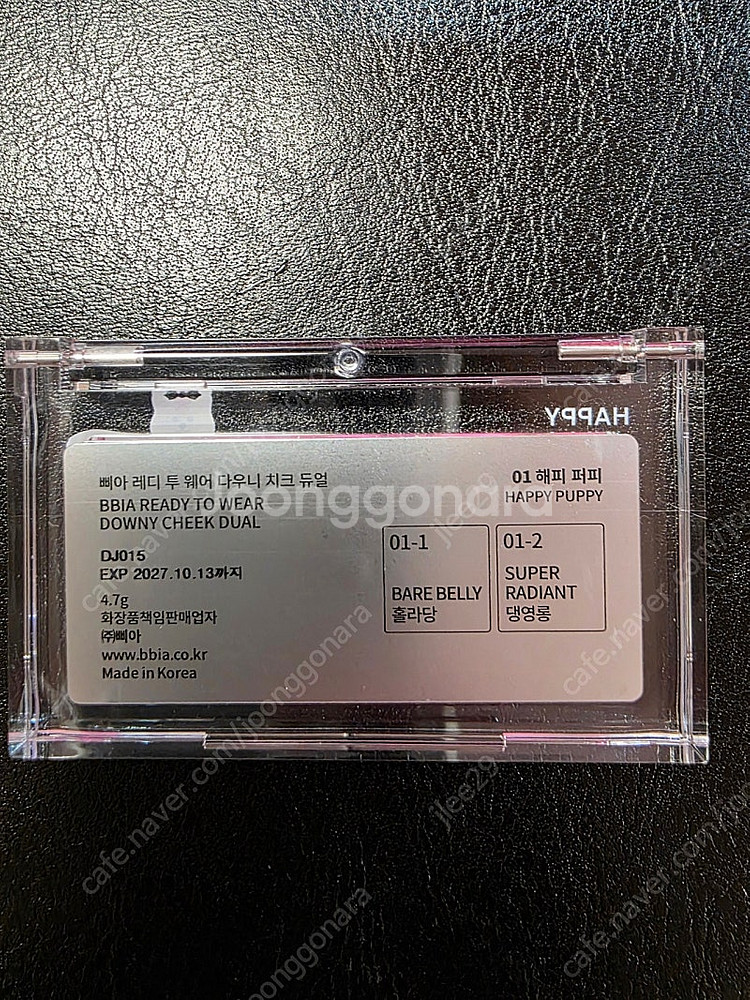 HAPPY
삐아 레디 투 웨어 다우니 치크 듀얼
BBIA READY TO WEAR
DOWNY CHEEK DUAL
DJ015
EXP 2027.10.13까지
4.7g
화장품책임판매업자
㈜삐아
www.bbia.co.kr
Made in Korea
01 해피 퍼피
HAPPY PUPPY
01-1
BARE BELLY
홀라당
01-2
SUPER
RADIANT
댕영롱
joonggonara
jlee29
cafe.naver.com/joonggonara